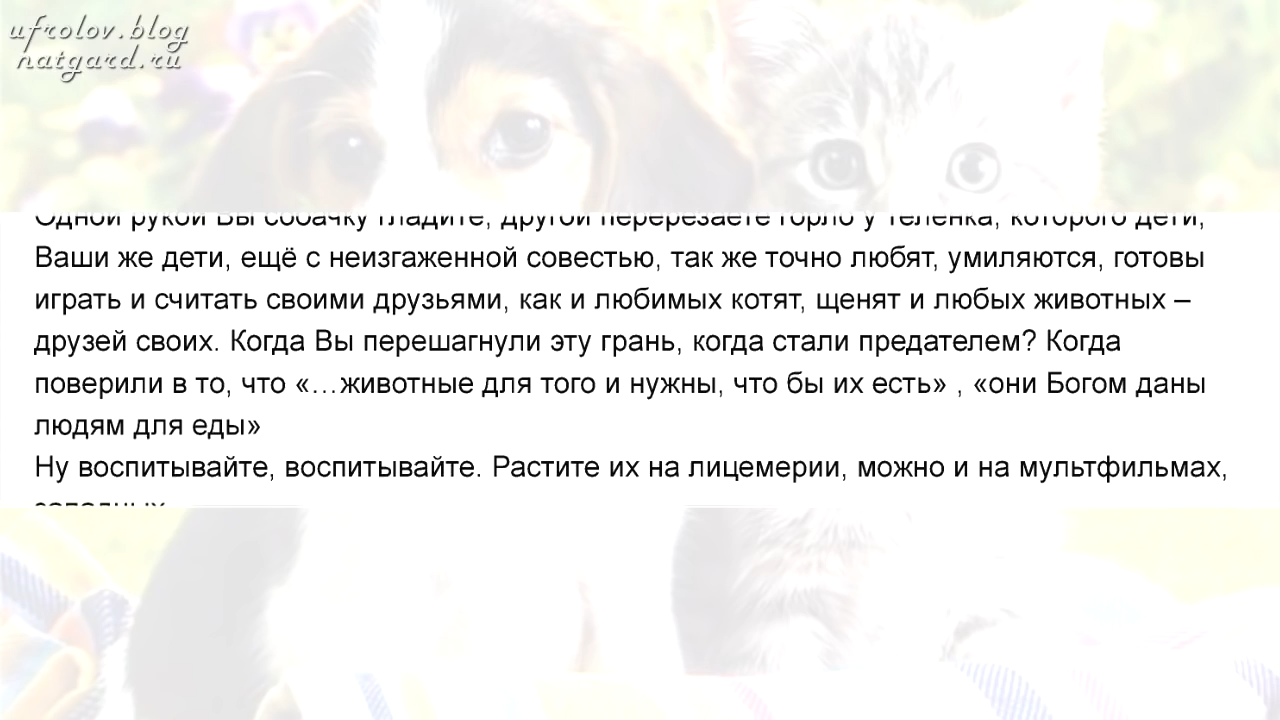 ufrolov.blog
natgard.ru
Одной рукой Вы собачку гладите, другой перерезаете горло у телёнка, которого дети,
Ваши же дети, ещё с неизгаженной совестью, так же точно любят, умиляются, готовы
играть и считать своими друзьями, как и любимых котят, щенят и любых животных –
друзей своих. Когда Вы перешагнули эту грань, когда стали предателем? Когда
поверили в то, что «…животные для того и нужны, что бы их есть» , «они Богом даны
людям для еды»
Ну воспитывайте, воспитывайте. Растите их на лицемерии, можно и на мультфильмах,